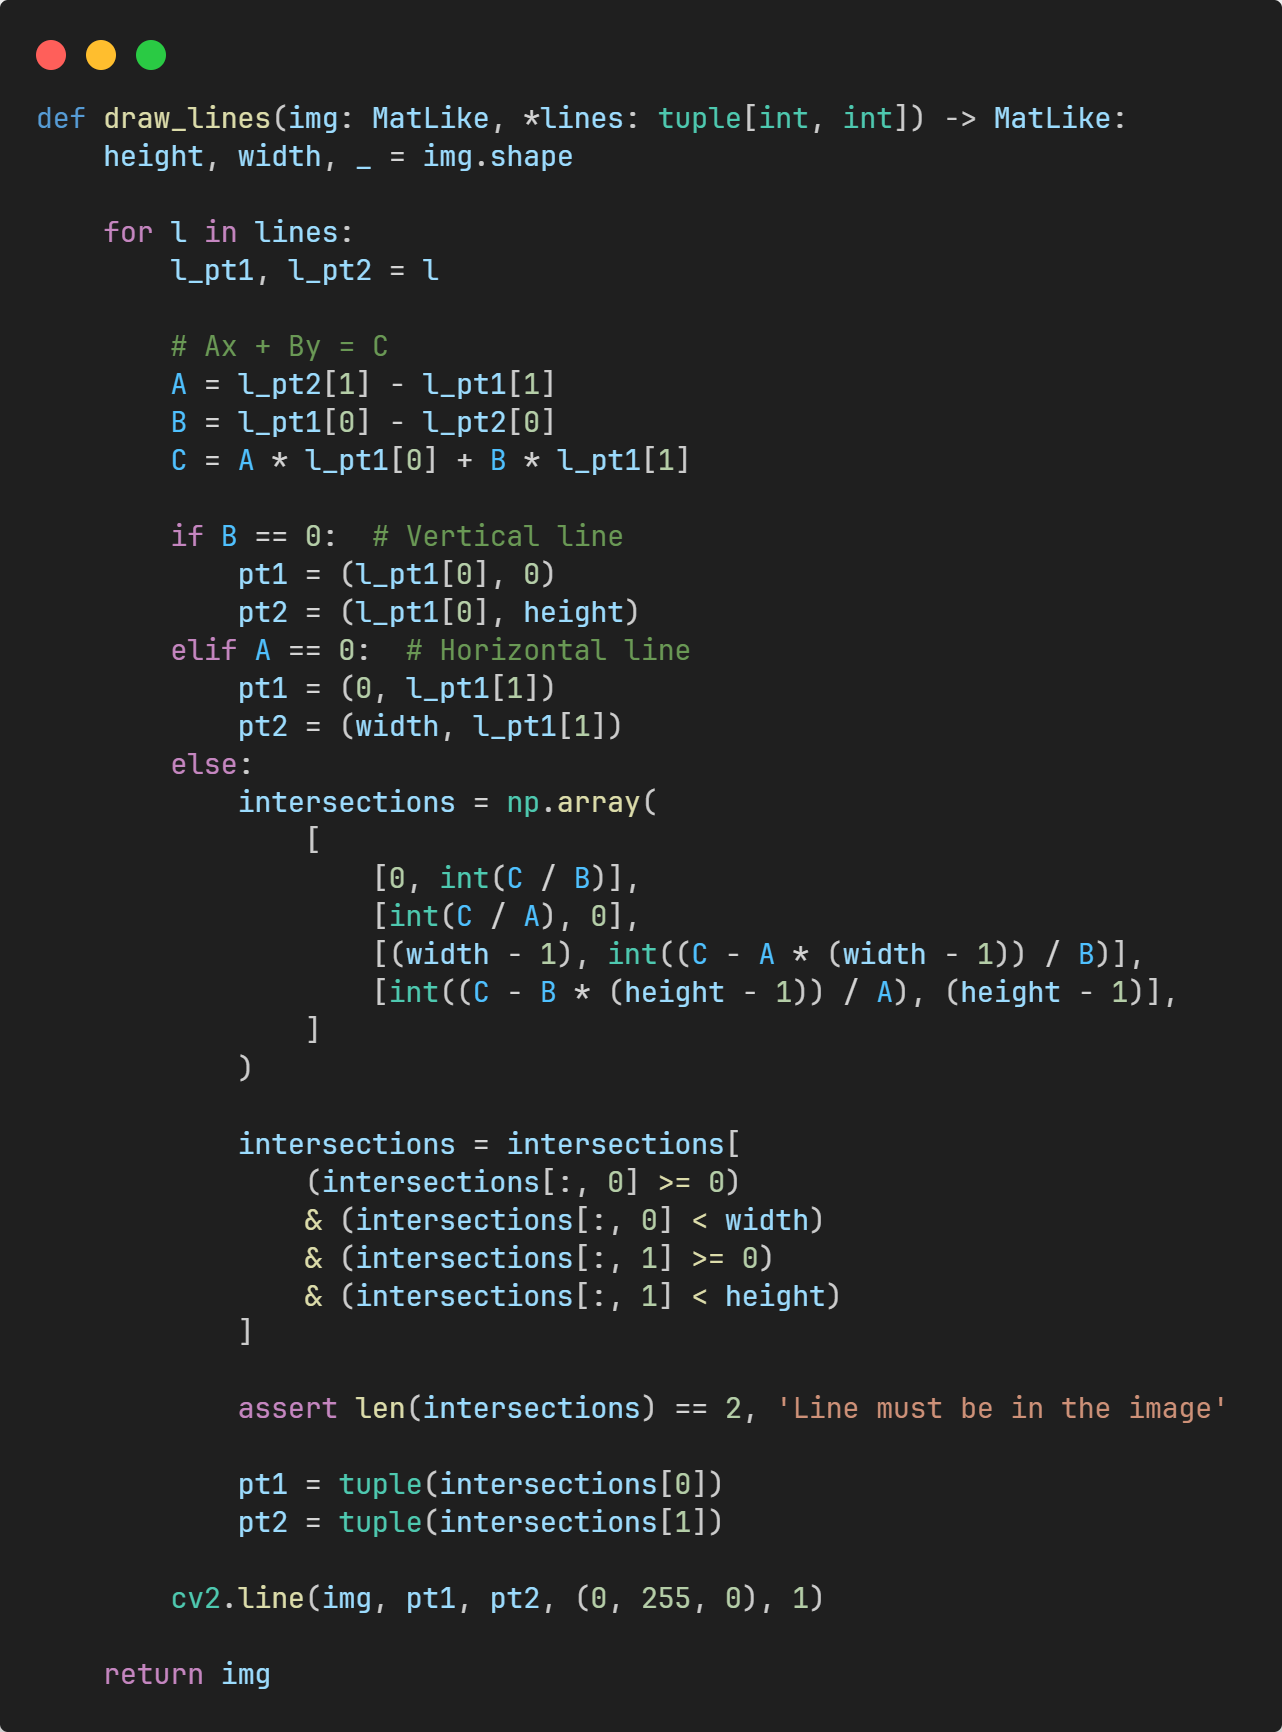 def draw_lines(img: MatLike, *lines: tuple[int, int]) -> MatLike:
    height, width, _ = img.shape

    for l in lines:
        l_pt1, l_pt2 = l

        # Ax + By = C
        A = l_pt2[1] - l_pt1[1]
        B = l_pt1[0] - l_pt2[0]
        C = A * l_pt1[0] + B * l_pt1[1]

        if B == 0:  # Vertical line
            pt1 = (l_pt1[0], 0)
            pt2 = (l_pt1[0], height)
        elif A == 0:  # Horizontal line
            pt1 = (0, l_pt1[1])
            pt2 = (width, l_pt1[1])
        else:
            intersections = np.array(
                [
                    [0, int(C / B)],
                    [int(C / A), 0],
                    [(width - 1), int((C - A * (width - 1)) / B)],
                    [int((C - B * (height - 1)) / A), (height - 1)],
                ]
            )

            intersections = intersections[
                (intersections[:, 0] >= 0)
                & (intersections[:, 0] < width)
                & (intersections[:, 1] >= 0)
                & (intersections[:, 1] < height)
            ]

            assert len(intersections) == 2, 'Line must be in the image'

            pt1 = tuple(intersections[0])
            pt2 = tuple(intersections[1])

        cv2.line(img, pt1, pt2, (0, 255, 0), 1)

    return img